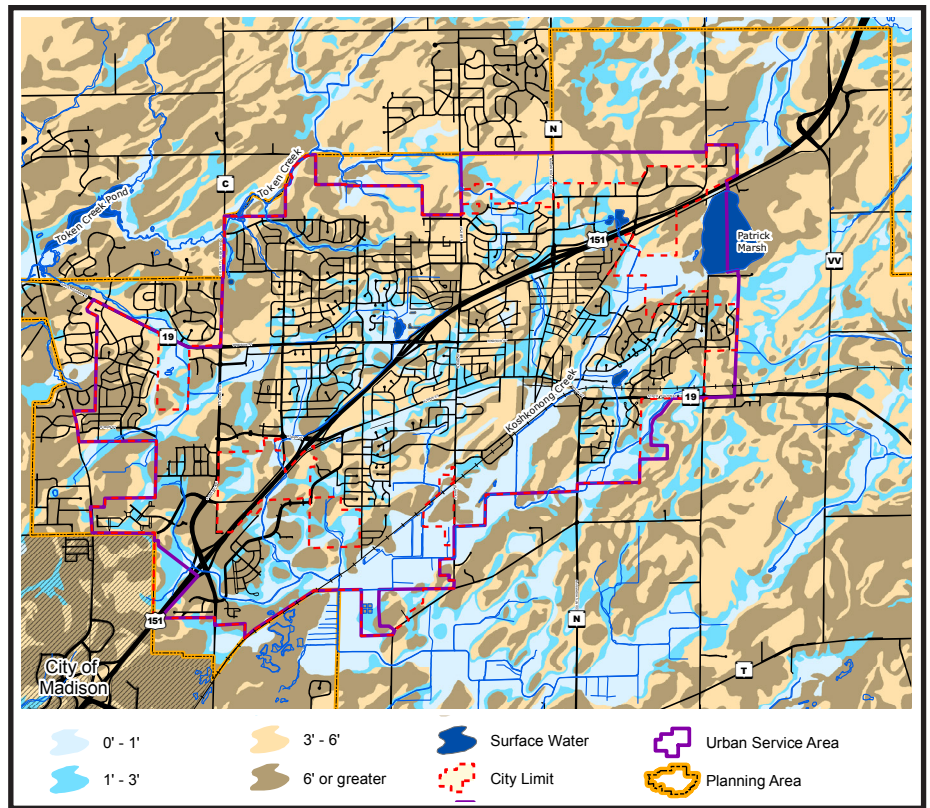 N
C
Token Creek
Token Creek Pond
151
Patrick
Marsh
VV
19
Koshkonong Creek
19
151
N
City of
Madison
T
0' - 1'
3' - 6'
Surface Water
Urban Service Area
1' - 3'
6' or greater
City Limit
Planning Area